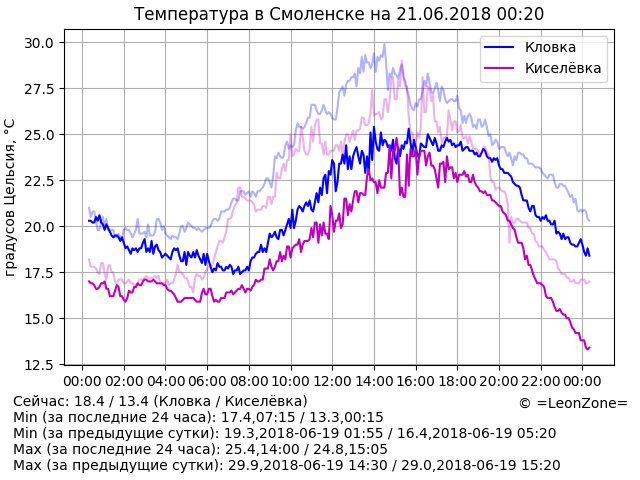 Температура в Смоленске на 21.06.2018 00:20
30.0
27.5
25.0
22.5
20.0
17.5
15.0
12.5
градусов Цельсия, °C
Кловка
Киселёвка
00:00 02:00 04:00 06:00 08:00 10:00 12:00 14:00 16:00 18:00 20:00 22:00 00:00
Сейчас: 18.4 / 13.4 (Кловка / Киселёвка)
© =LeonZone=
Min (за последние 24 часа): 17.4,07:15 / 13.3,00:15
Min (за предыдущие сутки): 19.3,2018-06-19 01:55 / 16.4,2018-06-19 05:20
Max (за последние 24 часа): 25.4,14:00 / 24.8,15:05
Max (за предыдущие сутки): 29.9,2018-06-19 14:30 / 29.0,2018-06-19 15:20